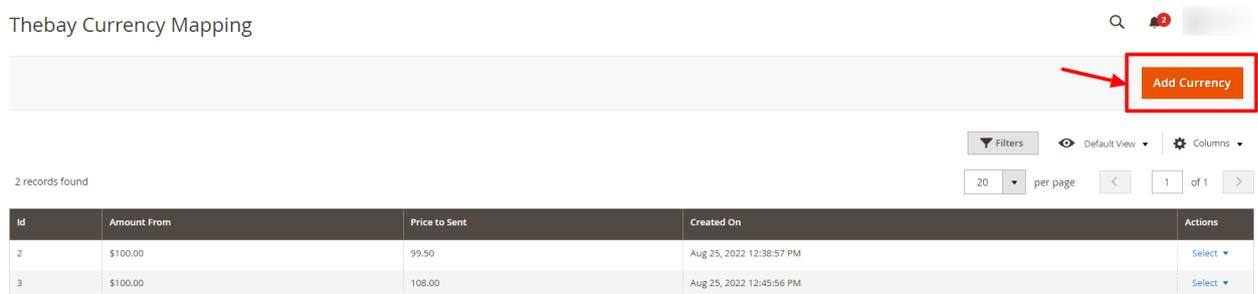 Thebay Currency Mapping
2
Add Currency
Filters Default View Columns
2 records found 20 per page 1 of 1
Id Amount From Price to Sent Created On Actions
2 $100.00 99.50 Aug 25, 2022 12:38:57 PM Select
3 $100.00 108.00 Aug 25, 2022 12:45:56 PM Select